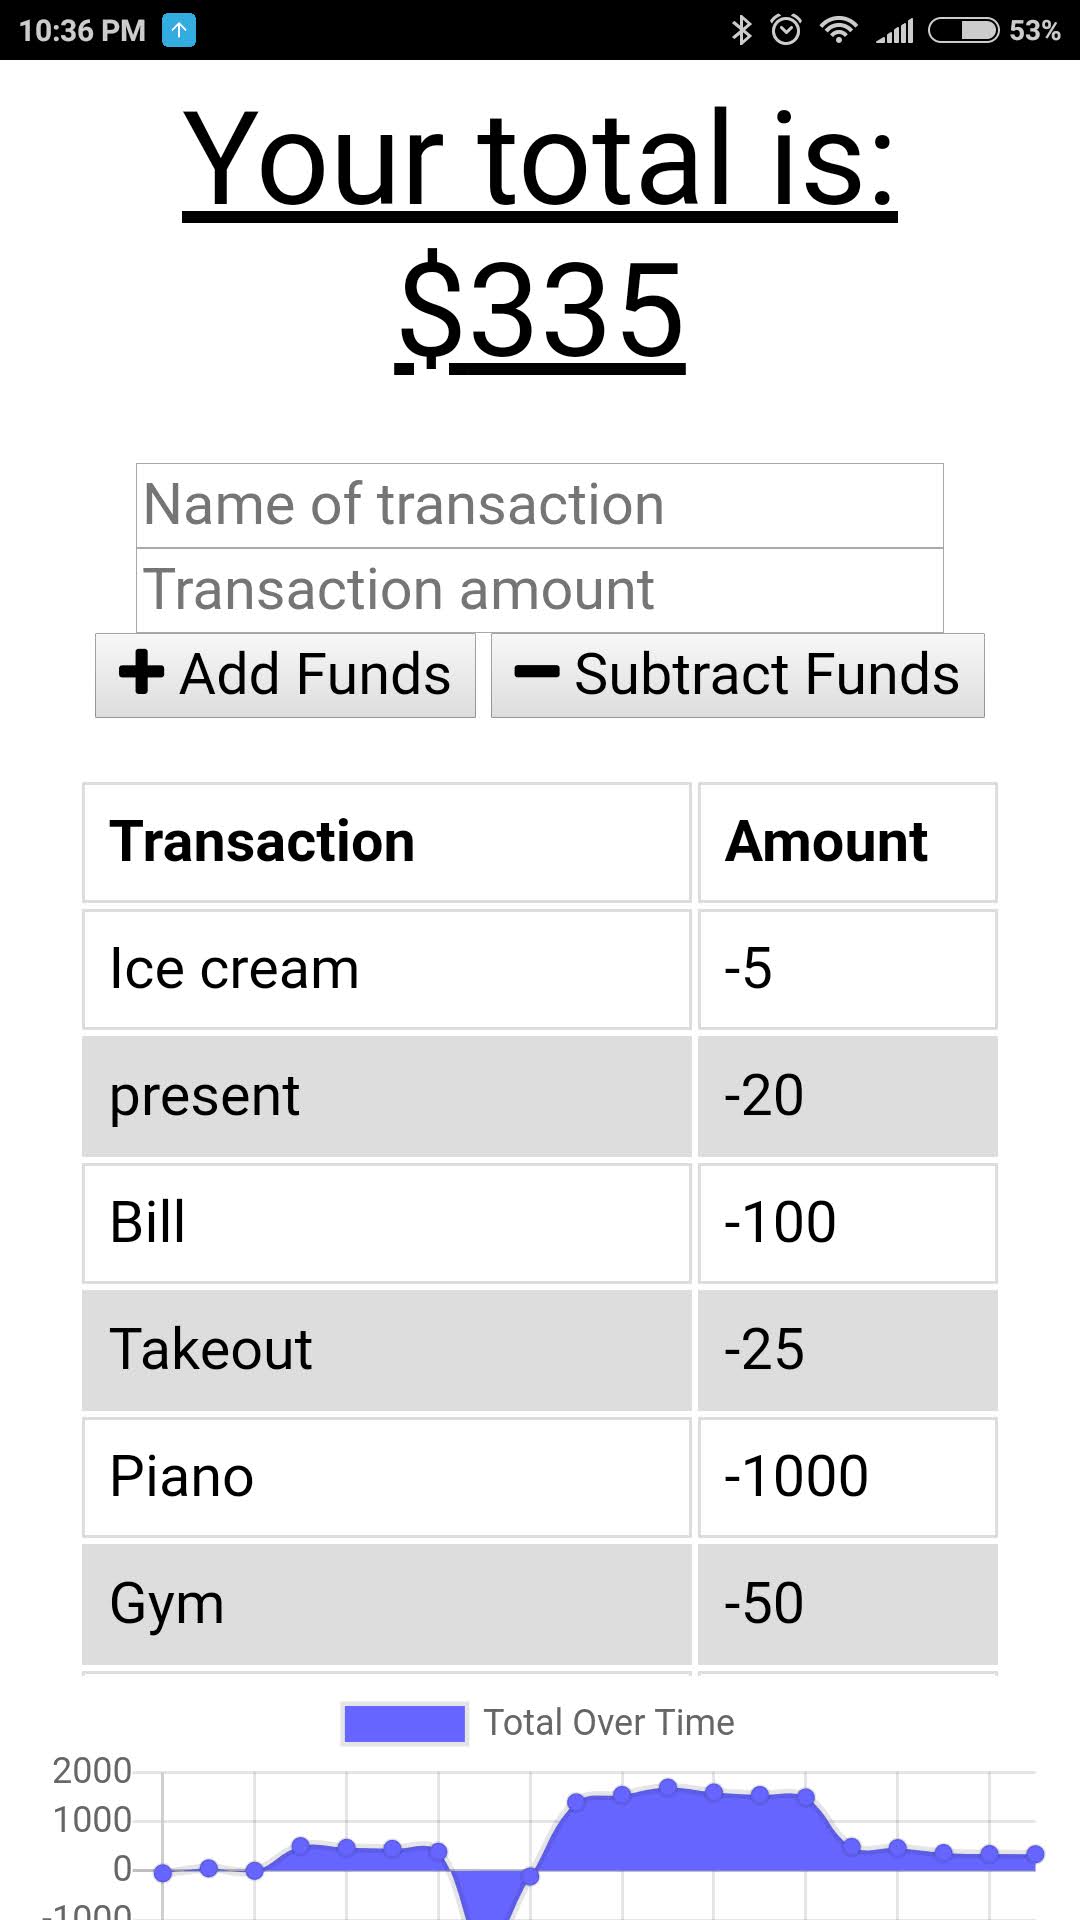 10:36 PM
53%
Your total is:
$335
Name of transaction
Transaction amount
Add Funds
Subtract Funds
Transaction Amount
Ice cream -5
present -20
Bill -100
Takeout -25
Piano -1000
Gym -50
Total Over Time
2000
1000
0
-1000